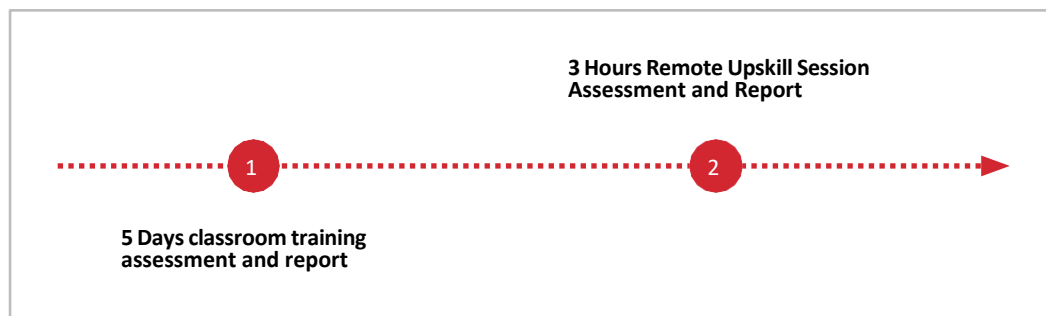 3 Hours Remote Upskill Session
Assessment and Report
1
2
5 Days classroom training
assessment and report